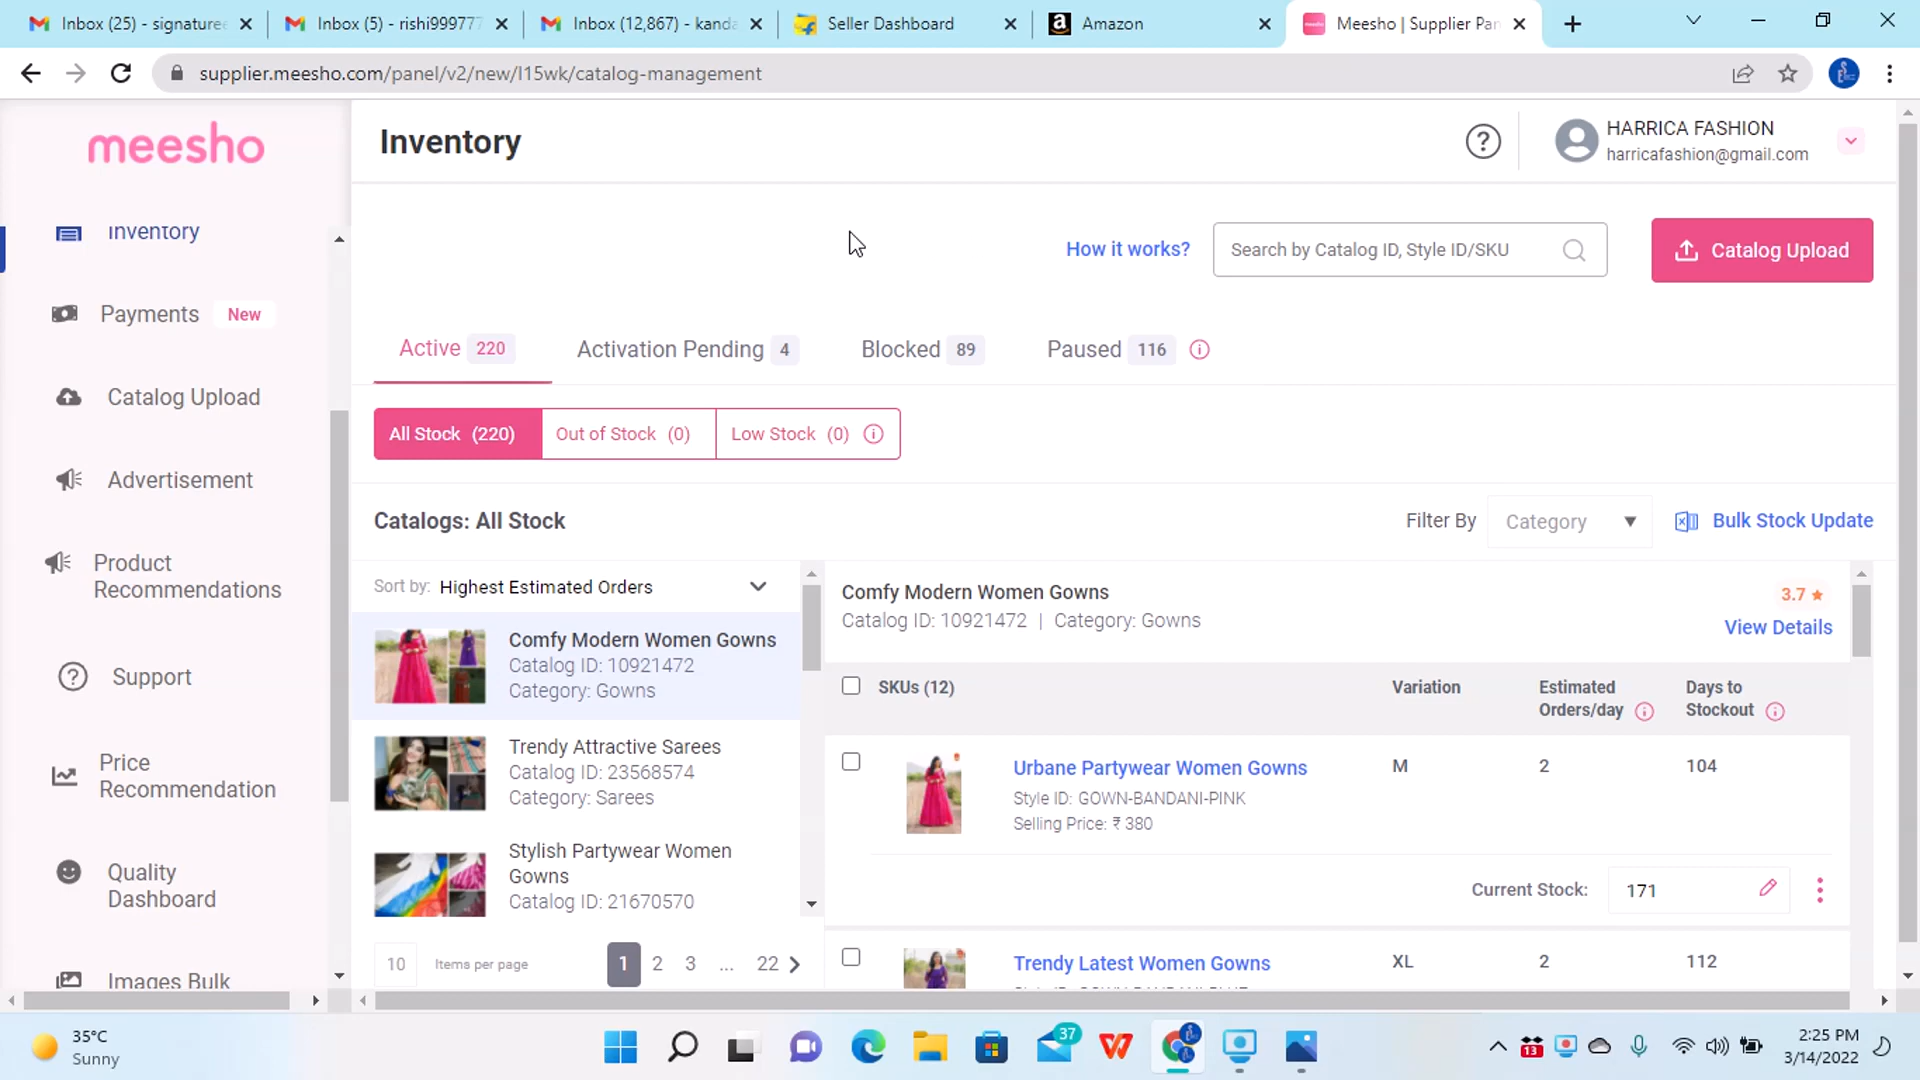 Inbox (25) - signature
Inbox (5) - rishi999777
Inbox (12,867) - kanda
Seller Dashboard
Amazon
Meesho | Supplier Pan
supplier.meesho.com/panel/v2/new/l15wk/catalog-management
meesho
Inventory
Payments New
Catalog Upload
Advertisement
Product
Recommendations
Support
Price
Recommendation
Quality
Dashboard
Images Bulk
Inventory
HARRICA FASHION
harricafashion@gmail.com
How it works?
Search by Catalog ID, Style ID/SKU
Catalog Upload
Active 220
Activation Pending 4
Blocked 89
Paused 116
All Stock (220)
Out of Stock (0)
Low Stock (0)
Catalogs: All Stock
Filter By
Category
Bulk Stock Update
Sort by: Highest Estimated Orders
Comfy Modern Women Gowns
Catalog ID: 10921472
Category: Gowns
Trendy Attractive Sarees
Catalog ID: 23568574
Category: Sarees
Stylish Partywear Women
Gowns
Catalog ID: 21670570
10 Items per page 1 2 3 ... 22
Comfy Modern Women Gowns
Catalog ID: 10921472 | Category: Gowns
3.7
View Details
SKUs (12)
Variation
Estimated
Orders/day
Days to
Stockout
Urbane Partywear Women Gowns
M 2 104
Style ID: GOWN-BANDANI-PINK
Selling Price: ₹ 380
Current Stock: 171
Trendy Latest Women Gowns
XL 2 112
35°C
Sunny
37
13
2:25 PM
3/14/2022